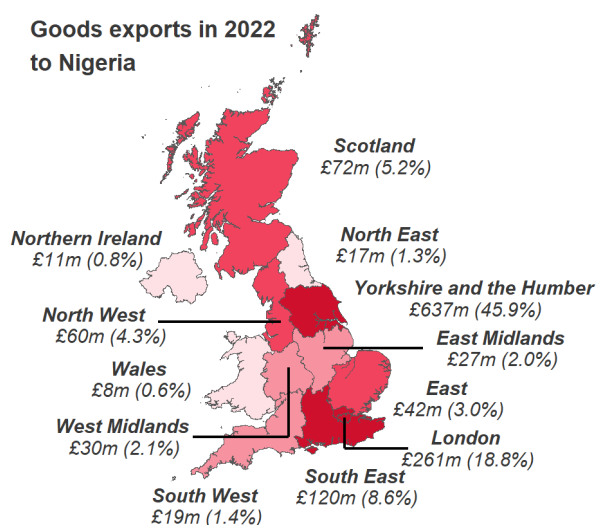 Goods exports in 2022
to Nigeria
Scotland
£72m (5.2%)
Northern Ireland
£11m (0.8%)
North East
£17m (1.3%)
Yorkshire and the Humber
£637m (45.9%)
North West
£60m (4.3%)
East Midlands
£27m (2.0%)
Wales
£8m (0.6%)
East
£42m (3.0%)
West Midlands
£30m (2.1%)
London
£261m (18.8%)
South East
£120m (8.6%)
South West
£19m (1.4%)